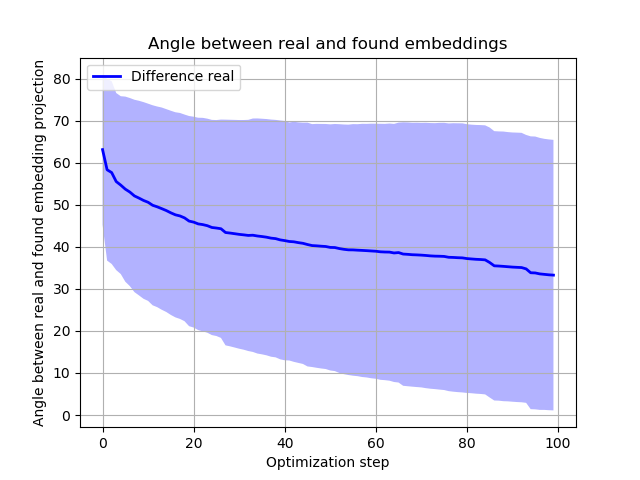 Angle between real and found embeddings
Difference real
Angle between real and found embedding projection
80
70
60
50
40
30
20
10
0
0 20 40 60 80 100
Optimization step